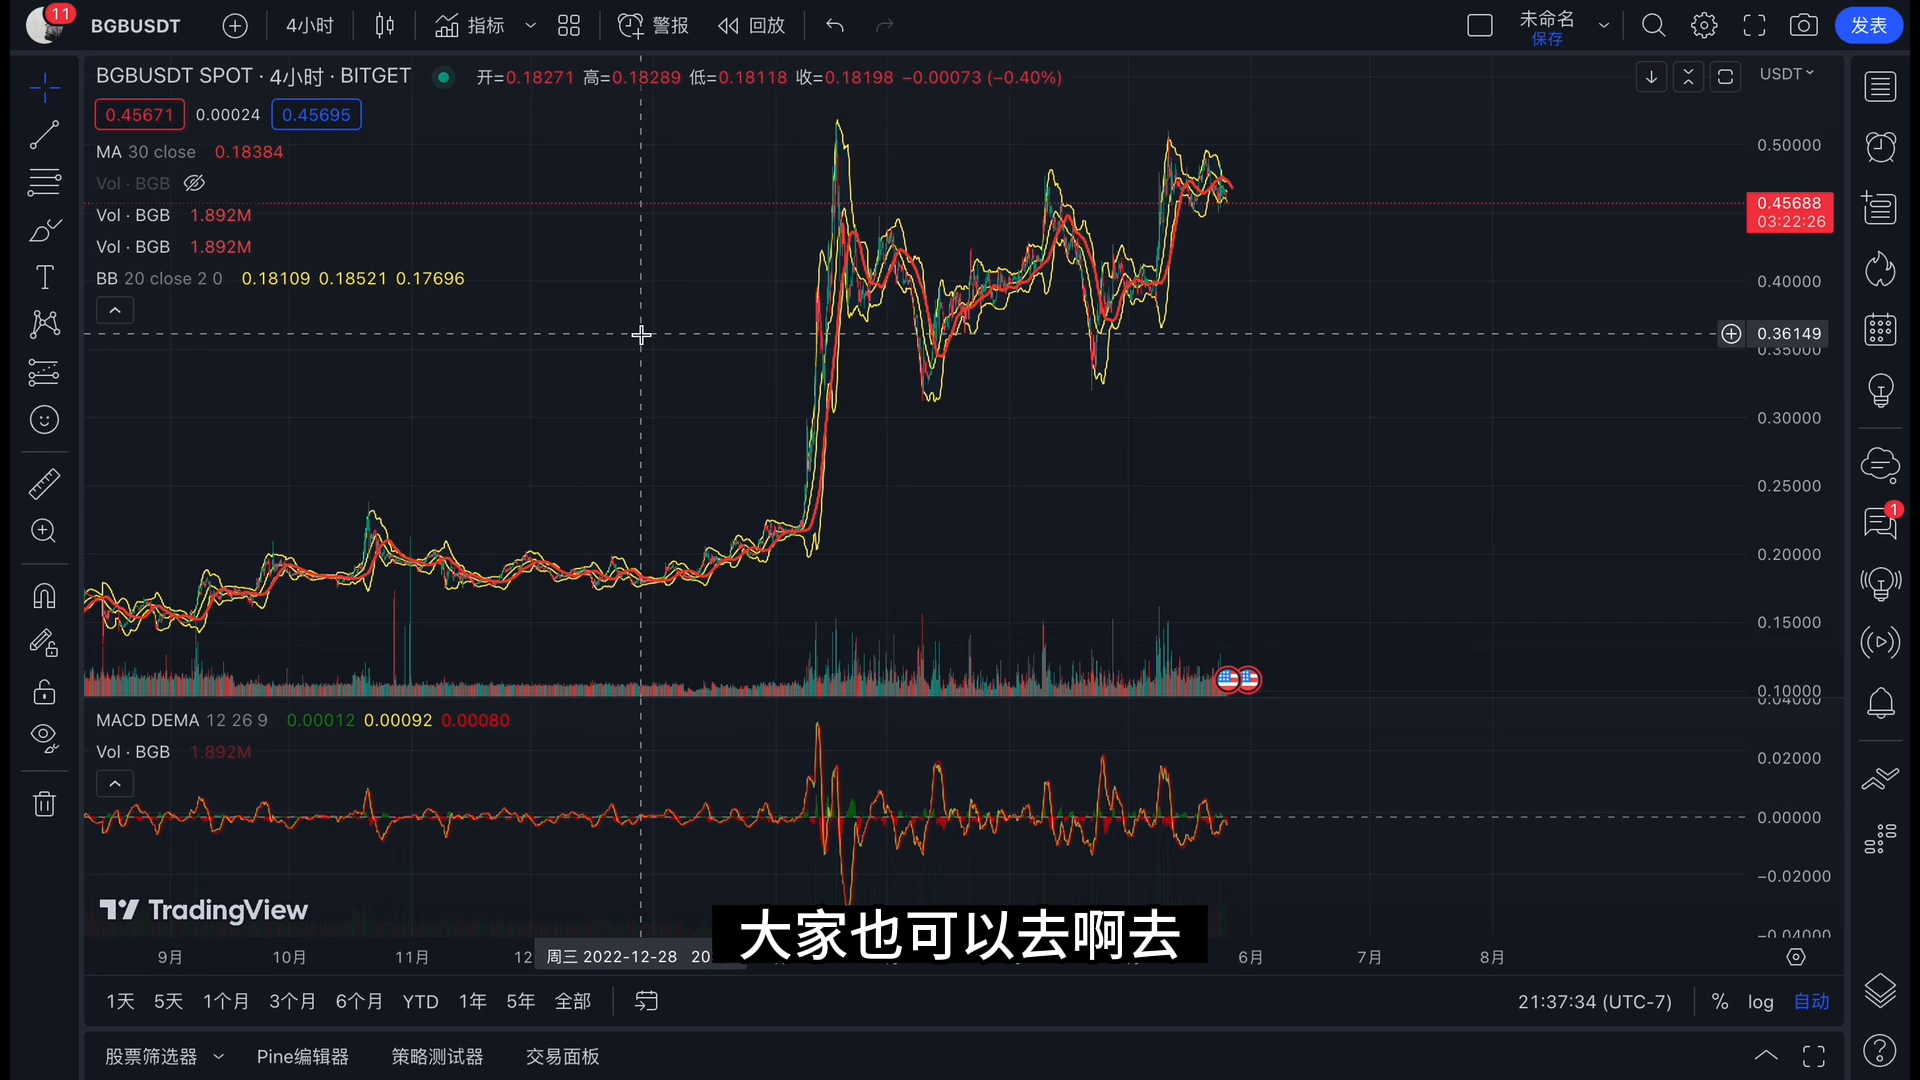 11 BGBUSDT 4小时 指标 警报 回放 未命名 保存 发表
BGBUSDT SPOT · 4小时 · BITGET 开=0.18271 高=0.18289 低=0.18118 收=0.18198 −0.00073 (−0.40%) USDT
0.45671 0.00024 0.45695
MA 30 close 0.18384
Vol · BGB
Vol · BGB 1.892M
Vol · BGB 1.892M
BB 20 close 2 0 0.18109 0.18521 0.17696
0.50000
0.45688
03:22:26
0.40000
0.36149
0.35000
0.30000
0.25000
0.20000
0.15000
0.10000
1
MACD DEMA 12 26 9 0.00012 0.00092 0.00080
Vol · BGB 1.892M
0.04000
0.02000
0.00000
−0.02000
−0.04000
TradingView
大家也可以去啊去
9月 10月 11月 12 周三 2022-12-28 20 6月 7月 8月
1天 5天 1个月 3个月 6个月 YTD 1年 5年 全部 21:37:34 (UTC-7) % log 自动
股票筛选器 Pine编辑器 策略测试器 交易面板